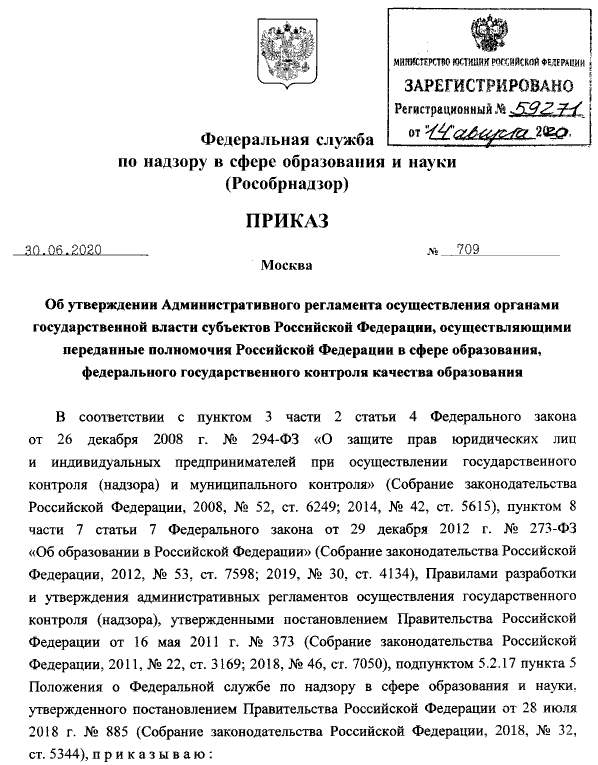 МИНИСТЕРСТВО ЮСТИЦИИ РОССИЙСКОЙ ФЕДЕРАЦИИ
ЗАРЕГИСТРИРОВАНО
Регистрационный № 59271
от "14" августа 2020.
Федеральная служба
по надзору в сфере образования и науки
(Рособрнадзор)
ПРИКАЗ
30.06.2020 № 709
Москва
Об утверждении Административного регламента осуществления органами
государственной власти субъектов Российской Федерации, осуществляющими
переданные полномочия Российской Федерации в сфере образования,
федерального государственного контроля качества образования
В соответствии с пунктом 3 части 2 статьи 4 Федерального закона
от 26 декабря 2008 г. № 294-ФЗ «О защите прав юридических лиц
и индивидуальных предпринимателей при осуществлении государственного
контроля (надзора) и муниципального контроля» (Собрание законодательства
Российской Федерации, 2008, № 52, ст. 6249; 2014, № 42, ст. 5615), пунктом 8
части 7 статьи 7 Федерального закона от 29 декабря 2012 г. № 273-ФЗ
«Об образовании в Российской Федерации» (Собрание законодательства Российской
Федерации, 2012, № 53, ст. 7598; 2019, № 30, ст. 4134), Правилами разработки
и утверждения административных регламентов осуществления государственного
контроля (надзора), утвержденными постановлением Правительства Российской
Федерации от 16 мая 2011 г. № 373 (Собрание законодательства Российской
Федерации, 2011, № 22, ст. 3169; 2018, № 46, ст. 7050), подпунктом 5.2.17 пункта 5
Положения о Федеральной службе по надзору в сфере образования и науки,
утвержденного постановлением Правительства Российской Федерации от 28 июля
2018 г. № 885 (Собрание законодательства Российской Федерации, 2018, № 32,
ст. 5344), п р и к а з ы в а ю :